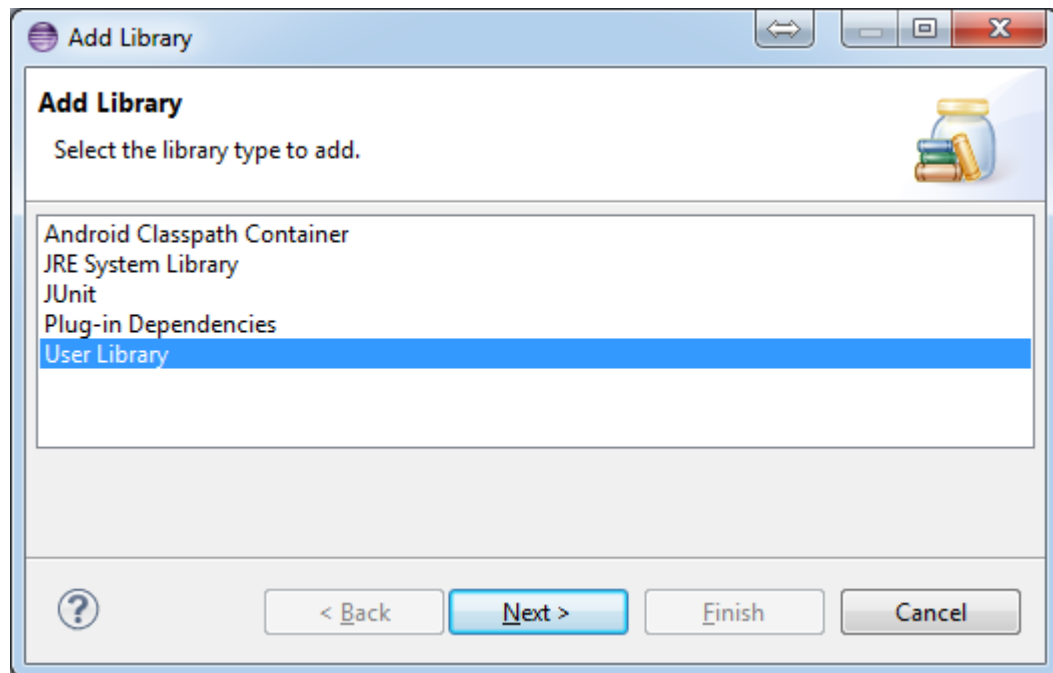 Add Library
Add Library
Select the library type to add.
Android Classpath Container
JRE System Library
JUnit
Plug-in Dependencies
User Library
? < Back Next > Finish Cancel